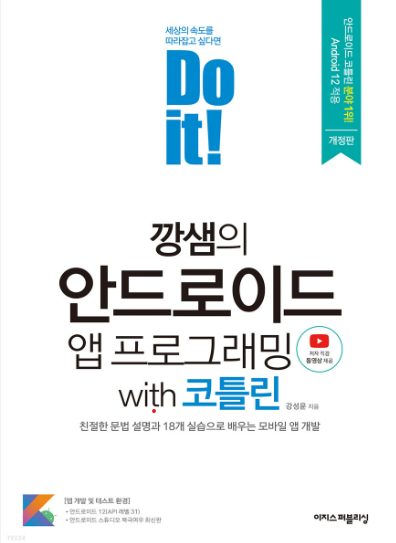 세상의 속도를
따라잡고 싶다면
Do
it!
안드로이드 코틀린 분야 1위!
Android 12 적용
개정판
깡샘의
안드로이드
앱 프로그래밍
with 코틀린
저자 직강
동영상 제공
강성윤 지음
친절한 문법 설명과 18개 실습으로 배우는 모바일 앱 개발
[앱 개발 및 테스트 환경]
• 안드로이드 12(API 레벨 31)
• 안드로이드 스튜디오 북극여우 최신판
이지스퍼블리싱